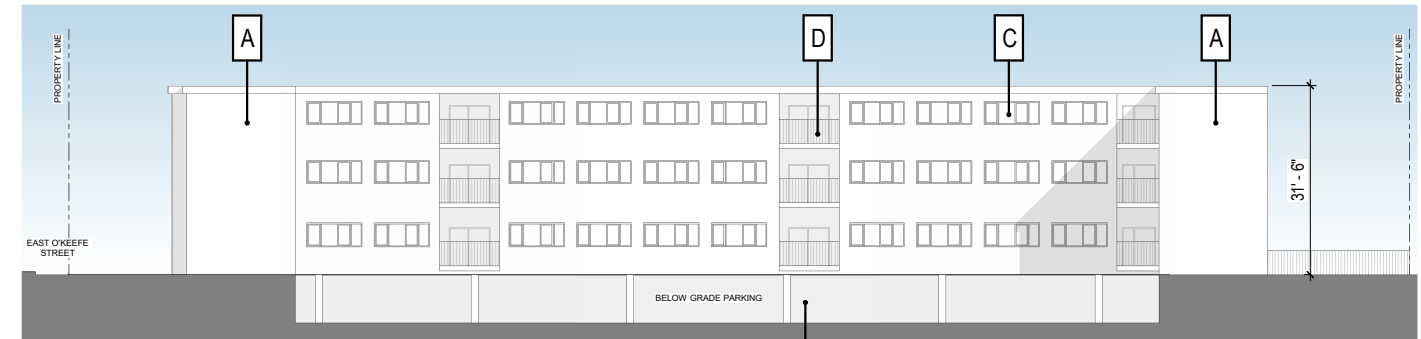 PROPERTY LINE
A
D
C
A
PROPERTY LINE
31' - 6"
EAST O'KEEFE
STREET
BELOW GRADE PARKING